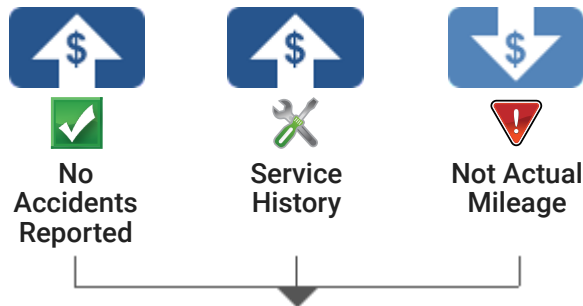 $ $ $
No
Accidents
Reported
Service
History
Not Actual
Mileage